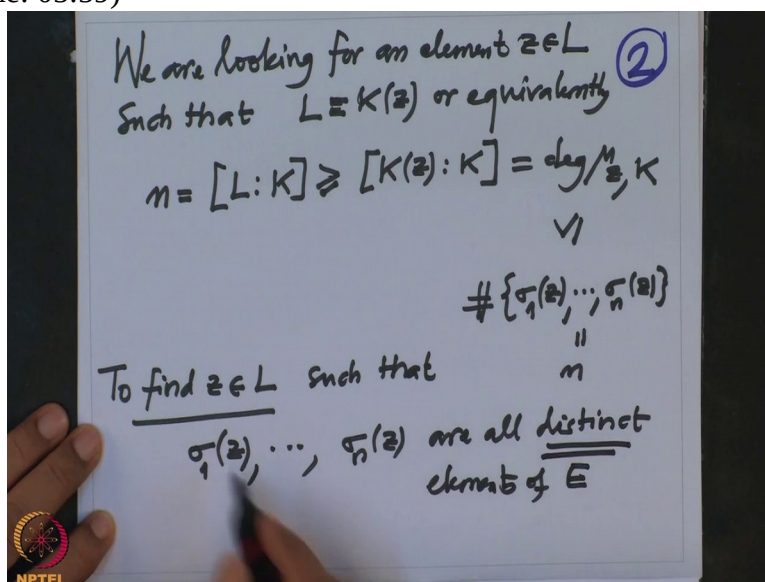 We are looking for an element z∈L
such that L = K(z) or equivalently
②
n = [L:K] ⩾ [K(z):K] = deg μ_z,K
\/|
#{σ₁(z),···,σₙ(z)}
||
n
To find z∈L such that
σ₁(z), ···, σₙ(z) are all distinct
elements of E
NPTEL